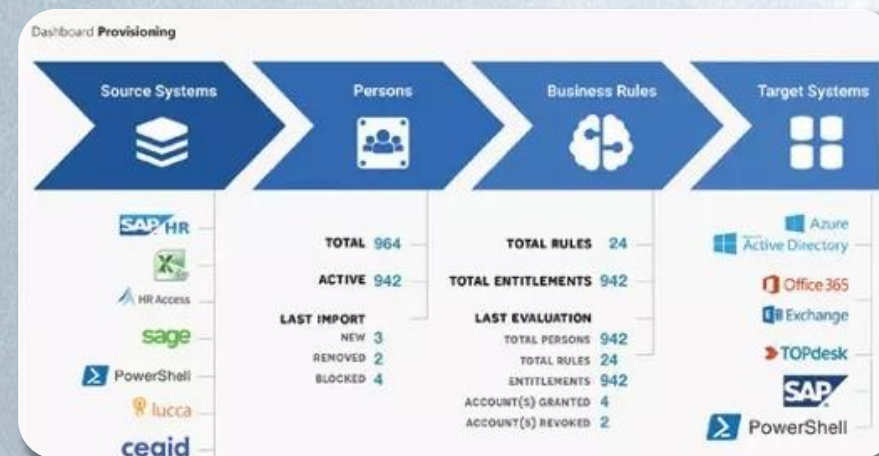 Dashboard Provisioning
Source Systems
Persons
Business Rules
Target Systems
SAP HR
HR Access
sage
PowerShell
lucca
cegid
TOTAL 964
ACTIVE 942
LAST IMPORT
NEW 3
REMOVED 2
BLOCKED 4
TOTAL RULES 24
TOTAL ENTITLEMENTS 942
LAST EVALUATION
TOTAL PERSONS 942
TOTAL RULES 24
ENTITLEMENTS 942
ACCOUNT(S) GRANTED 4
ACCOUNT(S) REVOKED 2
Azure
Active Directory
Office 365
Exchange
TOPdesk
SAP
PowerShell